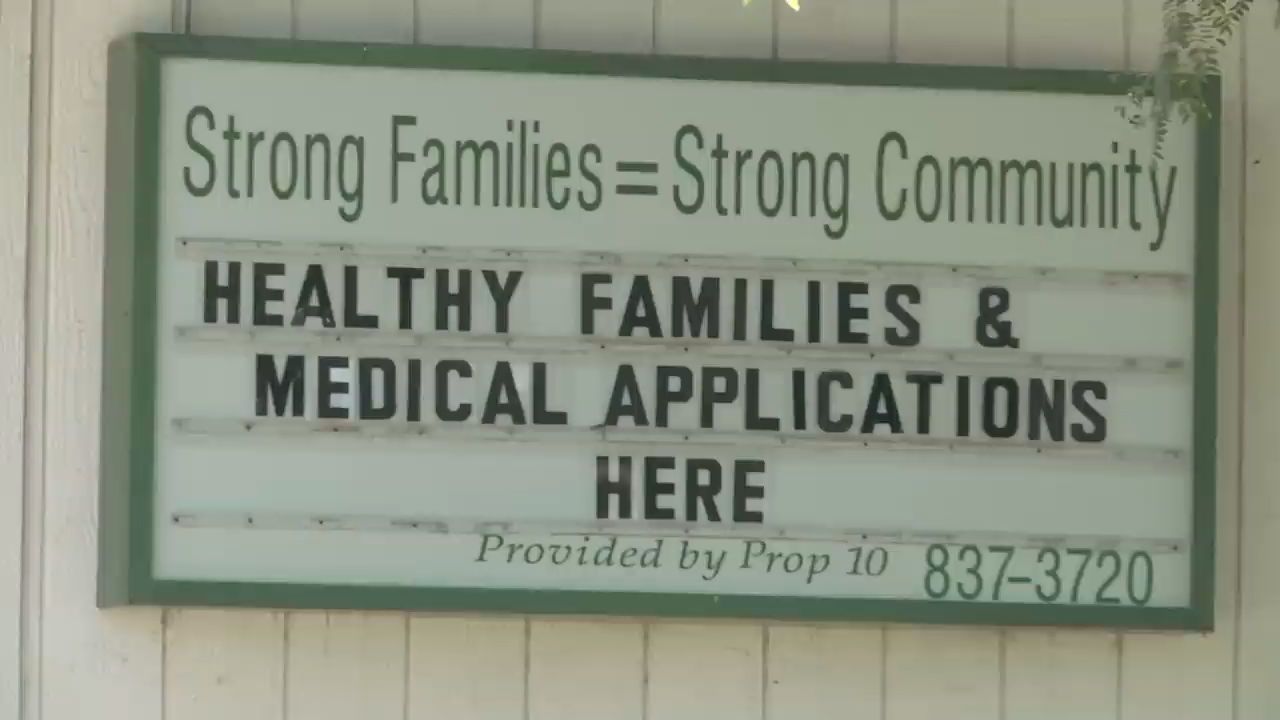 Strong Families = Strong Community
HEALTHY FAMILIES &
MEDICAL APPLICATIONS
HERE
Provided by Prop 10 837-3720